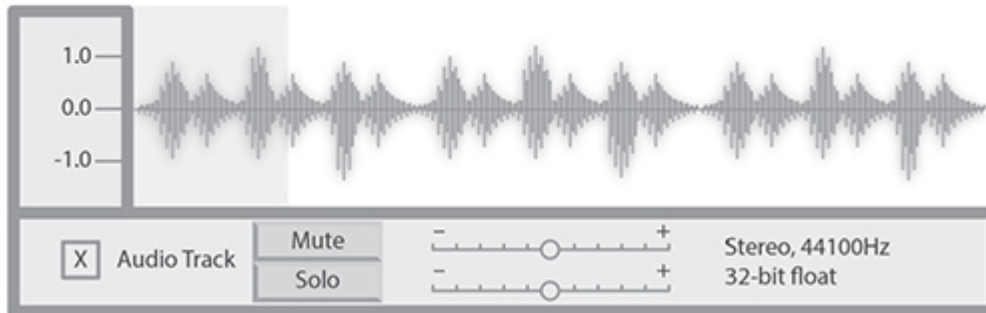 1.0
0.0
-1.0
X Audio Track
Mute
Solo
- +
- +
Stereo, 44100Hz
32-bit float